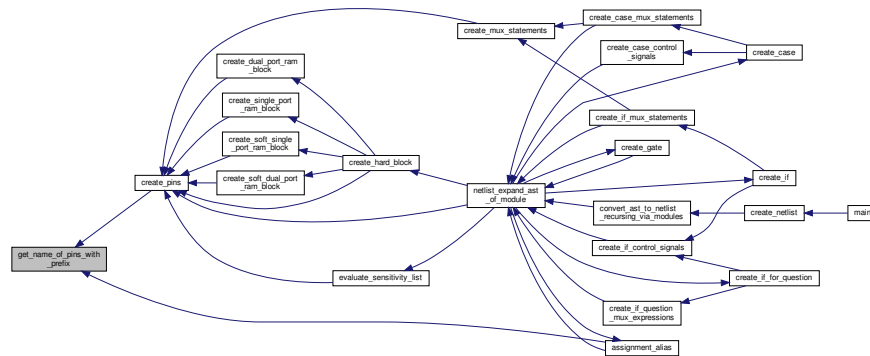 get_name_of_pins_with
_prefix
create_pins
create_dual_port_ram
_block
create_single_port
_ram_block
create_soft_single
_port_ram_block
create_soft_dual_port
_ram_block
evaluate_sensitivity_list
create_hard_block
create_mux_statements
netlist_expand_ast
_of_module
create_case_mux_statements
create_case_control
_signals
create_if_mux_statements
create_gate
convert_ast_to_netlist
_recursing_via_modules
create_if_control_signals
create_if_question
_mux_expressions
assignment_alias
create_case
create_if
create_netlist
create_if_for_question
main